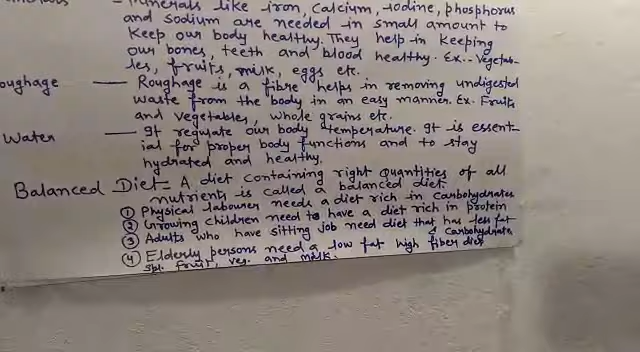 – Minerals like iron, Calcium, iodine, phosphorus
and sodium are needed in small amount to
keep our body healthy. They help in keeping
our bones, teeth and blood healthy. Ex.- vegetab-
les, fruits, milk, eggs etc.
oughage — Roughage is a fibre helps in removing undigested
waste from the body in an easy manner. Ex. Fruits
and vegetables, whole grains etc.
Water — It regulate our body temperature. It is essent-
ial for proper body functions and to stay
hydrated and healthy.
Balanced Diet:- A diet containing right quantities of all
nutrients is called a balanced diet.
① Physical labourer needs a diet rich in Carbohydrates
② Growing children need to have a diet rich in protein
③ Adults who have sitting job need diet that has less fat
& Carbohydrates
④ Elderly persons need a low fat high fiber diet
spl. Fruit, veg. and milk.